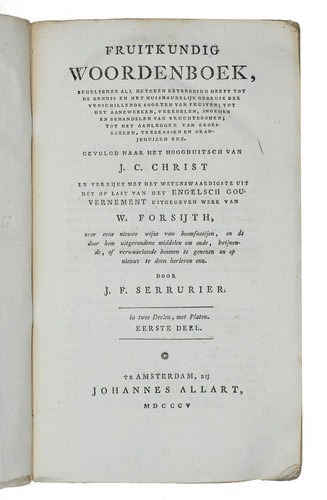 FRUITKUNDIG
WOORDENBOEK,
BEHELZENDE ALL HETGEEN BETREKKING HEEFT TOT
DE KENNIS EN HET HUISHOUDELIJK GEBRUIK DER
VERSCHILLENDE SOORTEN VAN FRUITEN; TOT
HET AANKWEEKEN, VEREDELEN, SNOEIJEN
EN BEHANDELEN VAN VRUCHTBOOMEN;
TOT HET AANLEGGEN VAN BROEI-
BAKKEN, TREKKASSEN EN ORAN-
JEHUIZEN ENZ.
GEVOLGD NAAR HET HOOGDUITSCH VAN
J. C. CHRIST
EN VERRIJKT MET HET WETENSWAARDIGSTE UIT
HET OP LAST VAN HET ENGELSCH GOU-
VERNEMENT UITGEGEVEN WERK VAN
W. FORSIJTH,
over eene nieuwe wijze van boomsnoeijen, en de
door hem uitgevondene middelen om oude, kwijnen-
de, of verwaarloosde boomen te genezen en op
nieuws te doen herleven enz.
DOOR
J. F. SERRURIER.
In twee Deelen, met Platen.
EERSTE DEEL.
TE AMSTERDAM, BIJ
JOHANNES ALLART,
MDCCCV